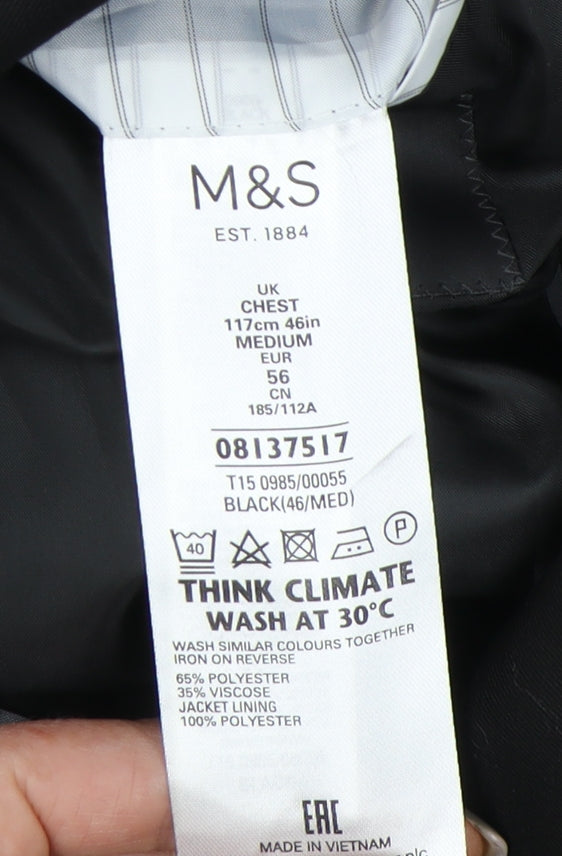 M&S
EST. 1884
UK
CHEST
117cm 46in
MEDIUM
EUR
56
CN
185/112A
08137517
T15 0985/00055
BLACK(46/MED)
40
P
THINK CLIMATE
WASH AT 30°C
WASH SIMILAR COLOURS TOGETHER
IRON ON REVERSE
65% POLYESTER
35% VISCOSE
JACKET LINING
100% POLYESTER
EAC
MADE IN VIETNAM
plc